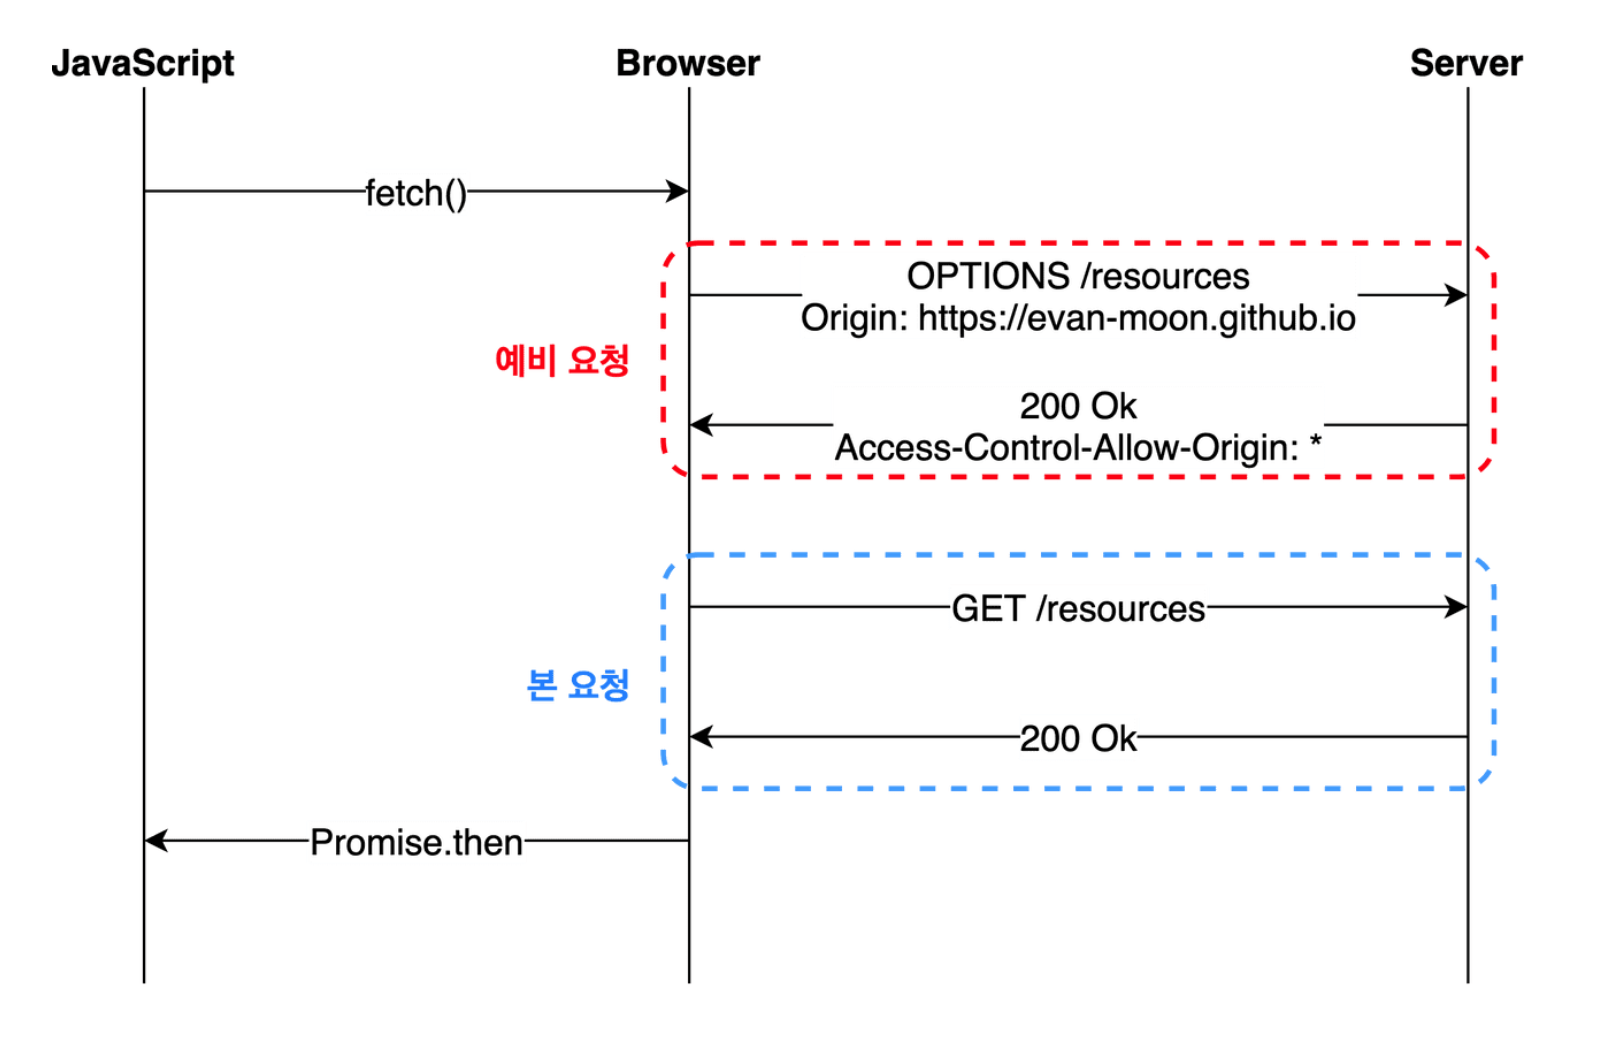 JavaScript
Browser
Server
fetch()
OPTIONS /resources
Origin: https://evan-moon.github.io
예비 요청
200 Ok
Access-Control-Allow-Origin: *
GET /resources
본 요청
200 Ok
Promise.then